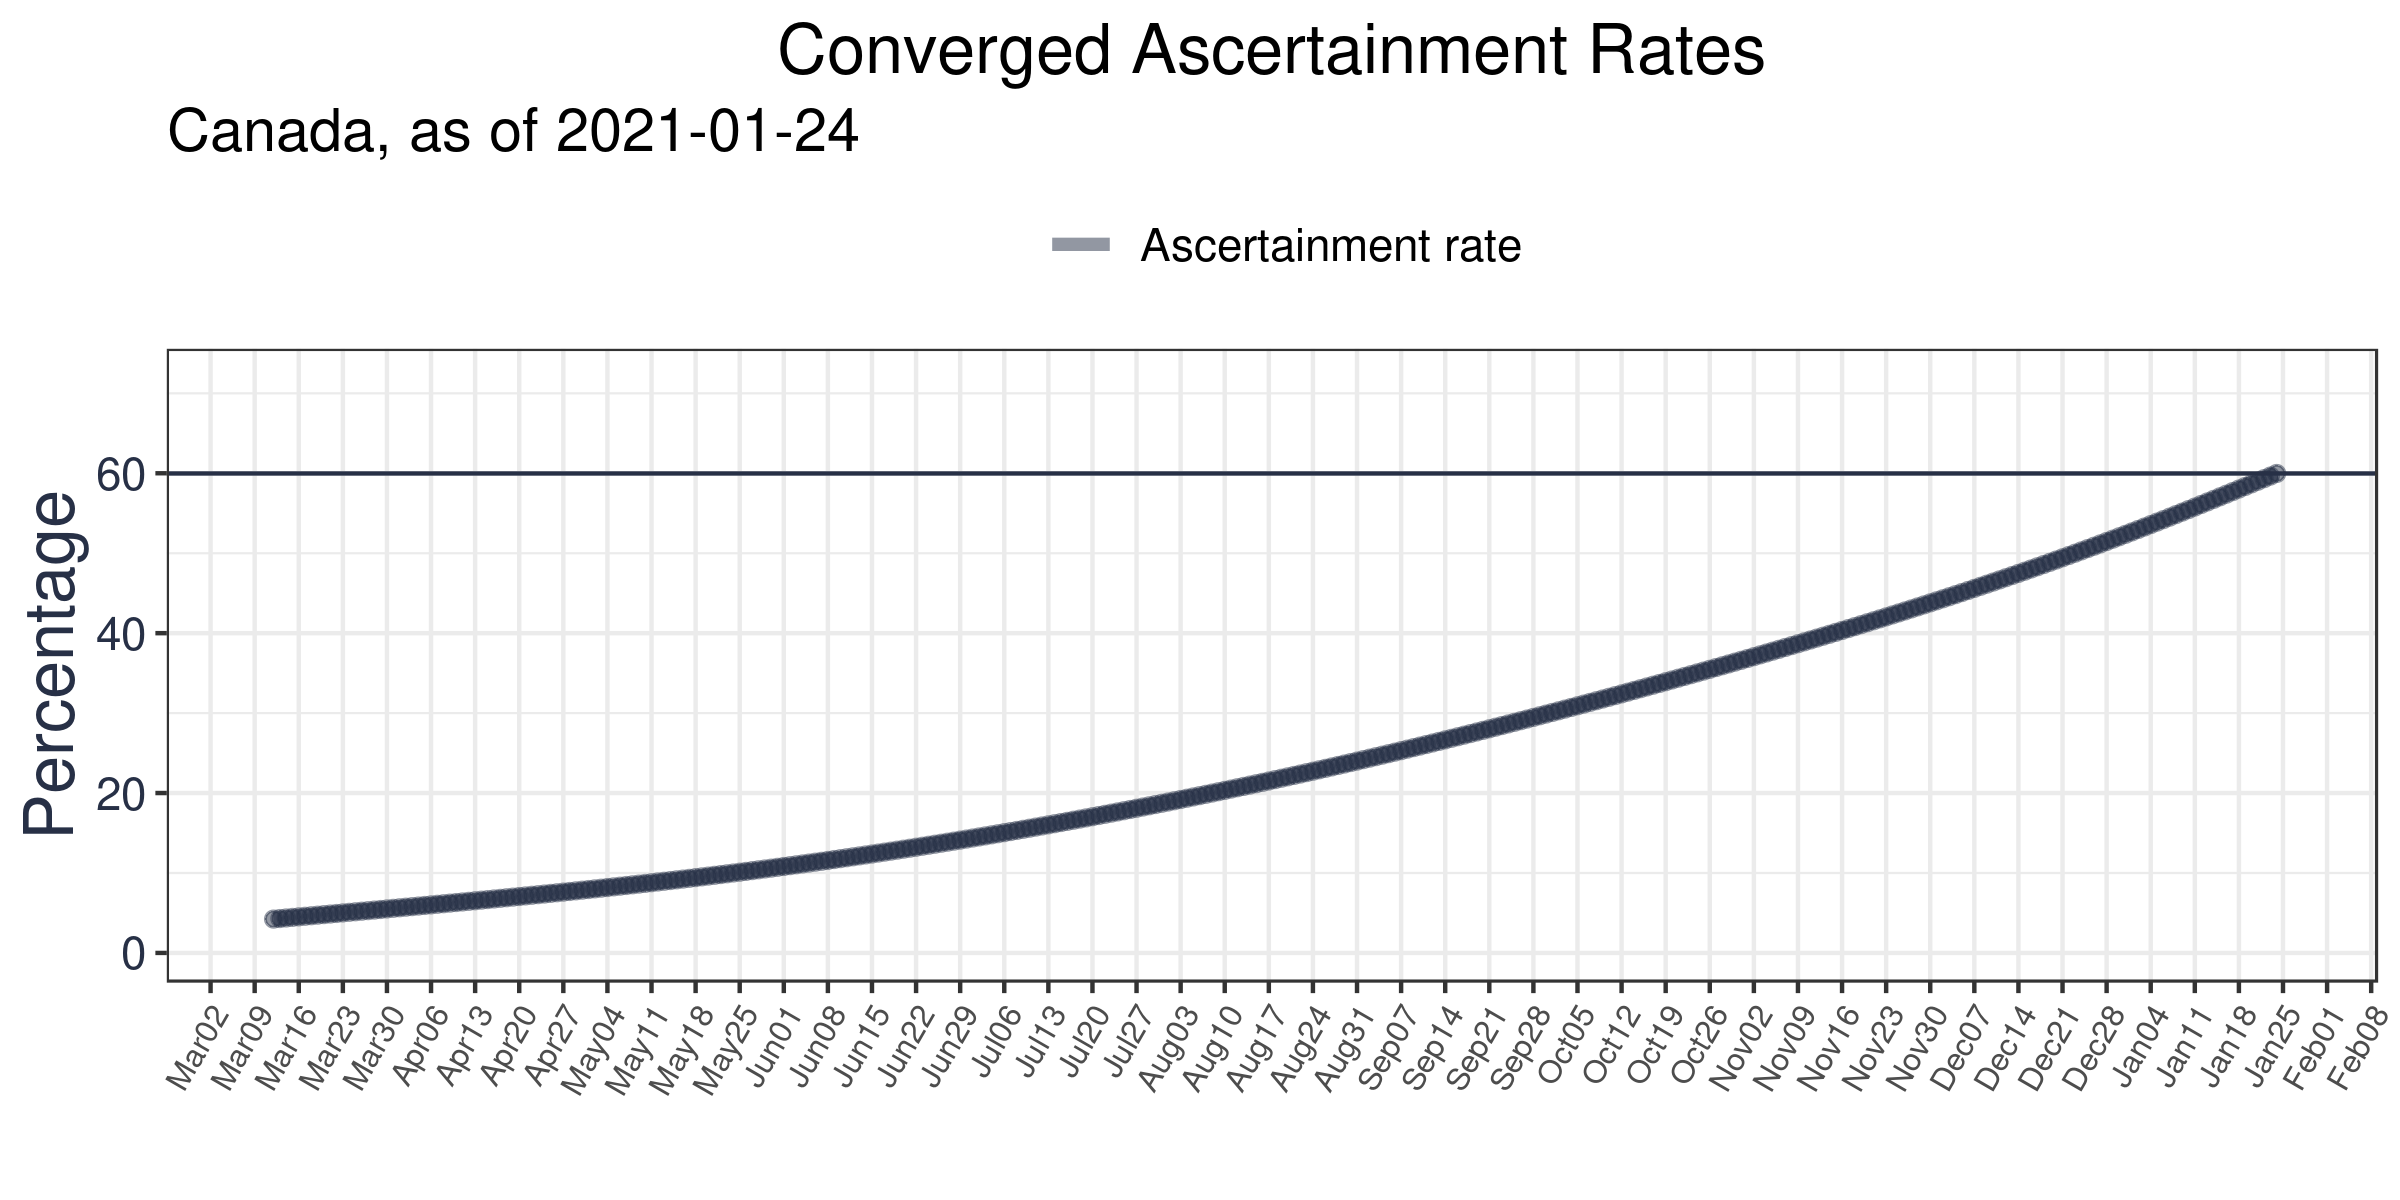 Converged Ascertainment Rates
Canada, as of 2021-01-24
Ascertainment rate
Percentage
60
40
20
0
Mar02 Mar09 Mar16 Mar23 Mar30 Apr06 Apr13 Apr20 Apr27 May04 May11 May18 May25 Jun01 Jun08 Jun15 Jun22 Jun29 Jul06 Jul13 Jul20 Jul27 Aug03 Aug10 Aug17 Aug24 Aug31 Sep07 Sep14 Sep21 Sep28 Oct05 Oct12 Oct19 Oct26 Nov02 Nov09 Nov16 Nov23 Nov30 Dec07 Dec14 Dec21 Dec28 Jan04 Jan11 Jan18 Jan25 Feb01 Feb08